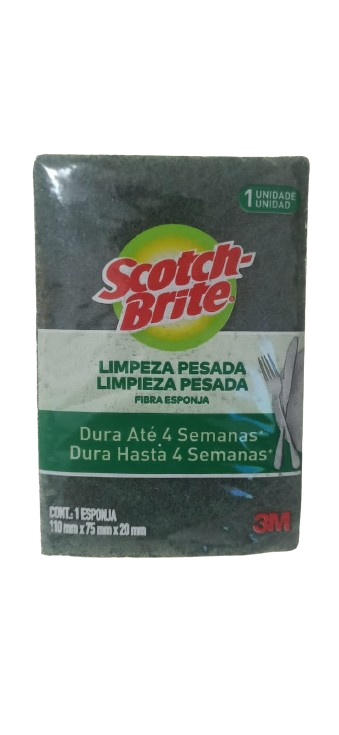 1 UNIDADE
UNIDAD
Scotch-
Brite®
LIMPEZA PESADA
LIMPIEZA PESADA
FIBRA ESPONJA
Dura Até 4 Semanas*
Dura Hasta 4 Semanas*
CONT.: 1 ESPONJA
110 mm x 75 mm x 20 mm
3M